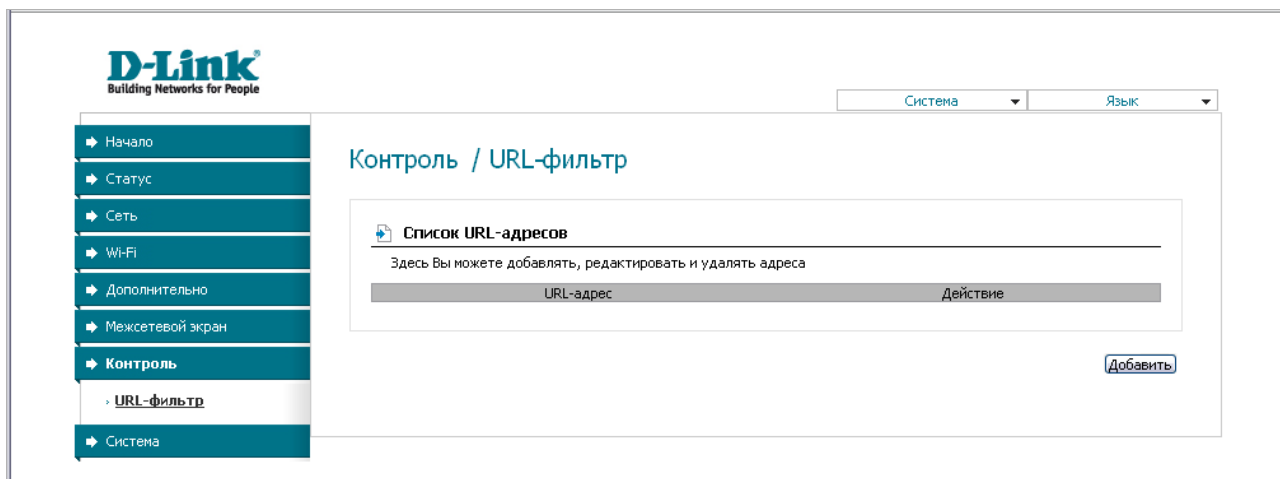 D-Link
Building Networks for People
Система
Язык
Начало
Статус
Сеть
Wi-Fi
Дополнительно
Межсетевой экран
Контроль
URL-фильтр
Система
Контроль / URL-фильтр
Список URL-адресов
Здесь Вы можете добавлять, редактировать и удалять адреса
URL-адрес Действие
Добавить